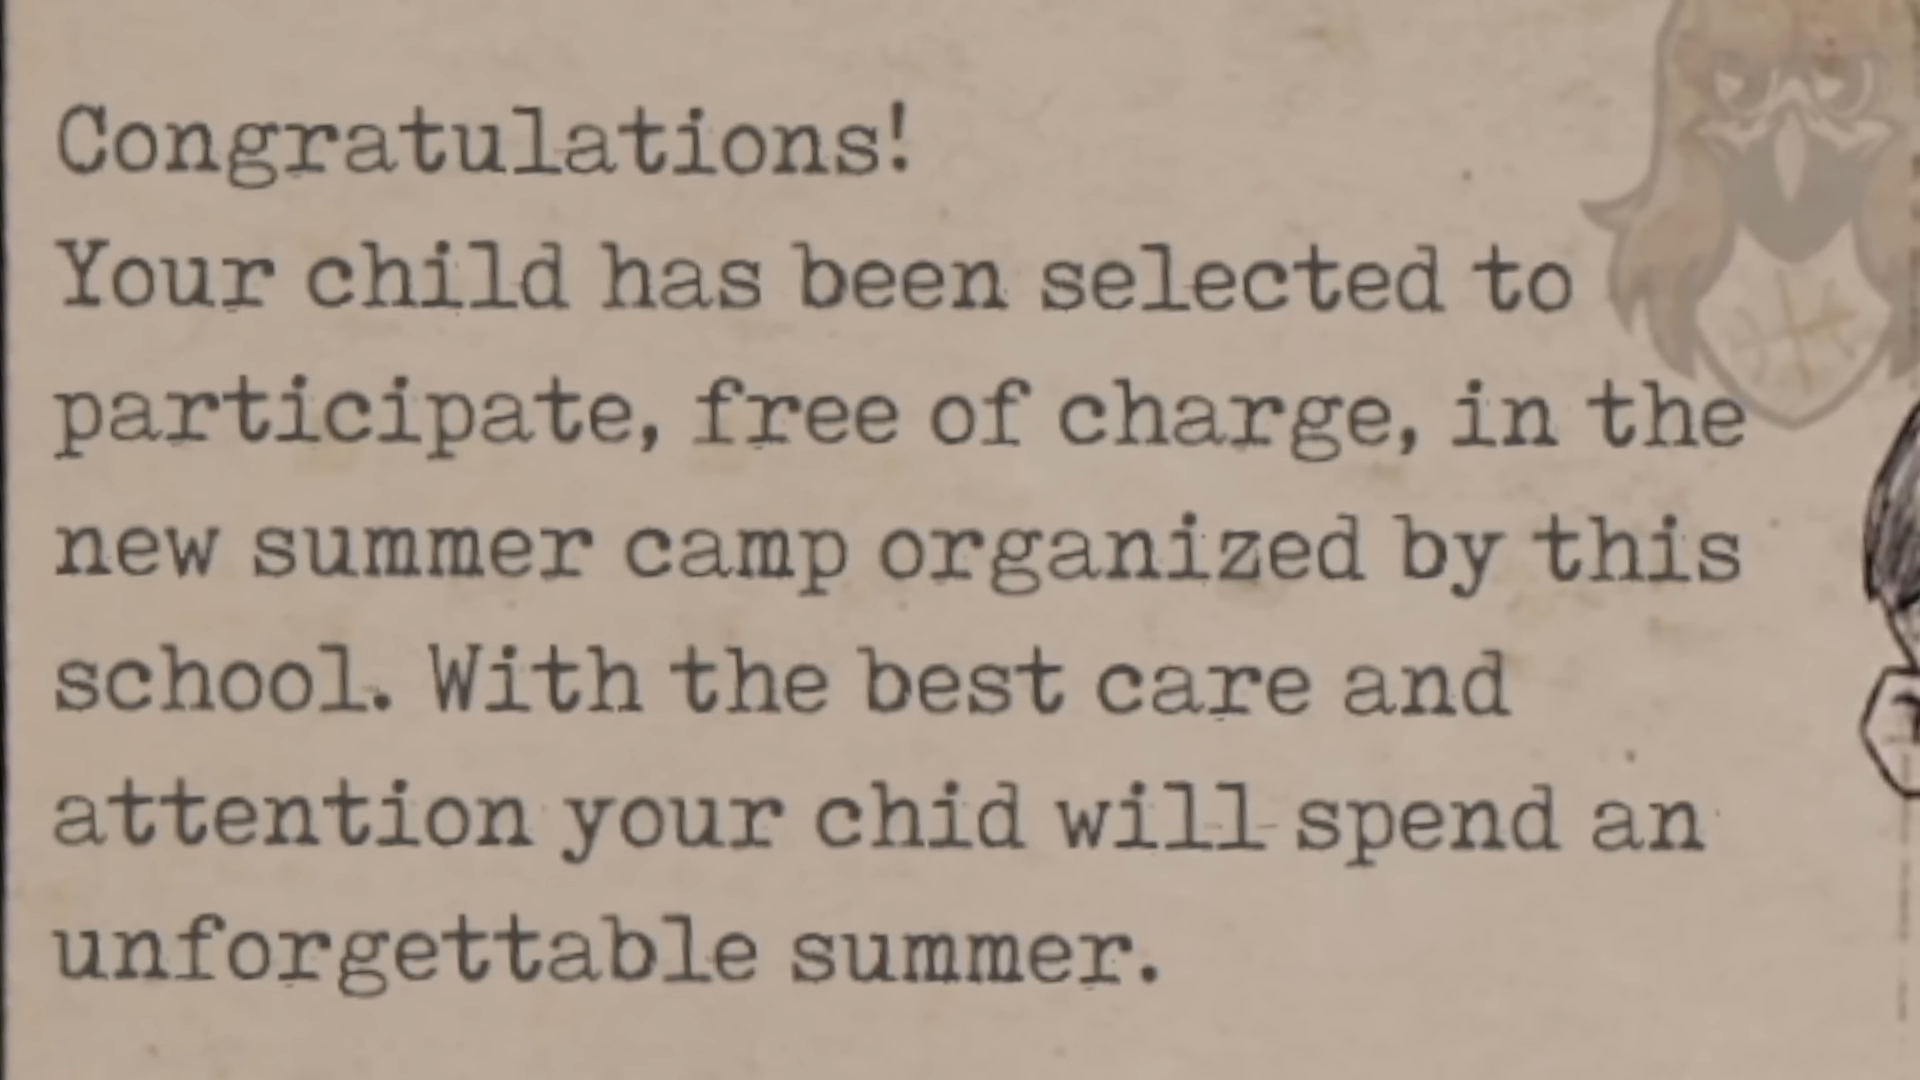 Congratulations!
Your child has been selected to
participate, free of charge, in the
new summer camp organized by this
school. With the best care and
attention your chid will spend an
unforgettable summer.